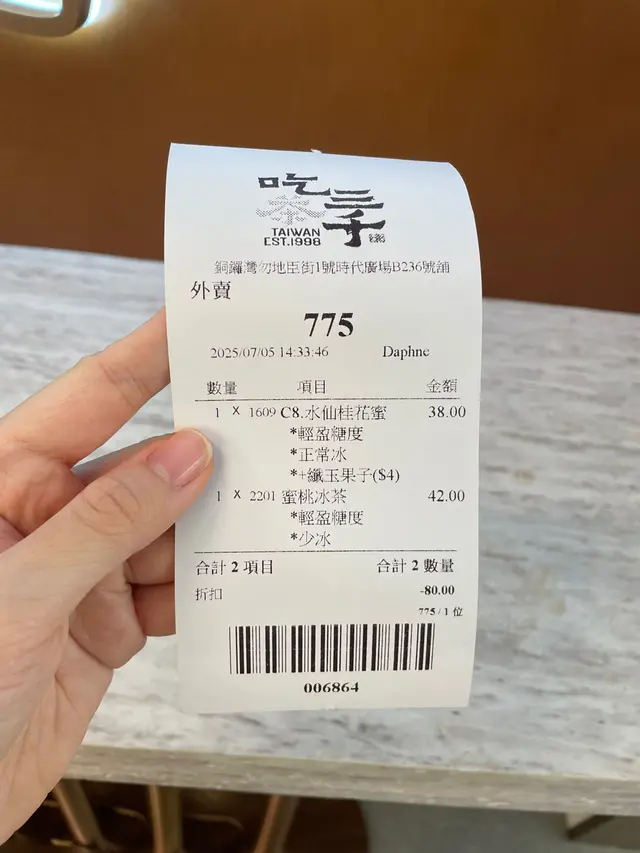 吃茶三千
TAIWAN
EST.1998
銅鑼灣勿地臣街1號時代廣場B236號舖
外賣
775
2025/07/05 14:33:46 Daphne
數量 項目 金額
1 X 1609 C8.水仙桂花蜜 38.00
*輕盈糖度
*正常冰
*+纖玉果子($4)
1 X 2201 蜜桃冰茶 42.00
*輕盈糖度
*少冰
合計 2 項目 合計 2 數量
折扣 -80.00
775 / 1 位
006864